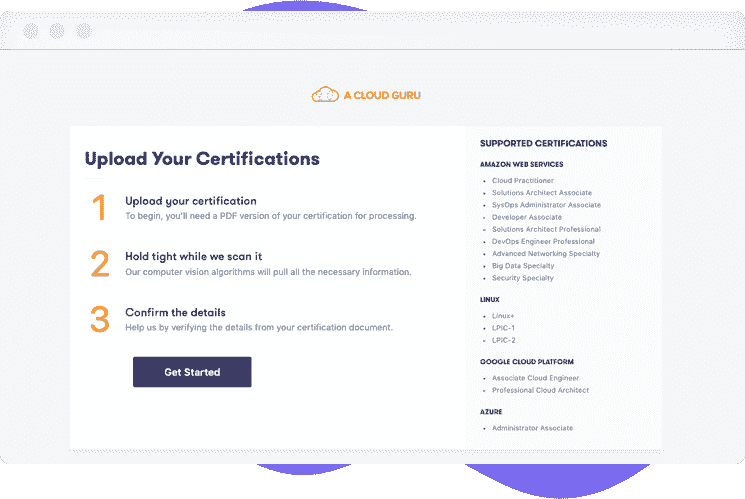 A CLOUD GURU
Upload Your Certifications
1
Upload your certification
To begin, you'll need a PDF version of your certification for processing.
2
Hold tight while we scan it
Our computer vision algorithms will pull all the necessary information.
3
Confirm the details
Help us by verifying the details from your certification document.
Get Started
SUPPORTED CERTIFICATIONS
AMAZON WEB SERVICES
• Cloud Practitioner
• Solutions Architect Associate
• SysOps Administrator Associate
• Developer Associate
• Solutions Architect Professional
• DevOps Engineer Professional
• Advanced Networking Specialty
• Big Data Specialty
• Security Specialty
LINUX
• Linux+
• LPIC-1
• LPIC-2
GOOGLE CLOUD PLATFORM
• Associate Cloud Engineer
• Professional Cloud Architect
AZURE
• Administrator Associate